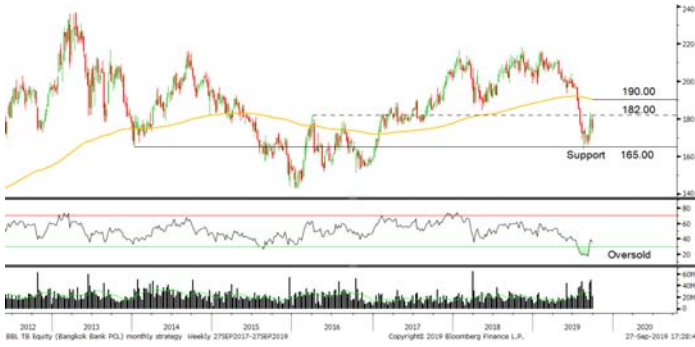 240
220
200
190.00
182.00
180
Support 165.00
160
140
80
60
40
Oversold
20
60M
40M
20M
0
2012 2013 2014 2015 2016 2017 2018 2019 2020
BBL TB Equity (Bangkok Bank PCL) monthly strategy Weekly 27SEP2017-27SEP2019 Copyright© 2019 Bloomberg Finance L.P. 27-Sep-2019 17:28:4